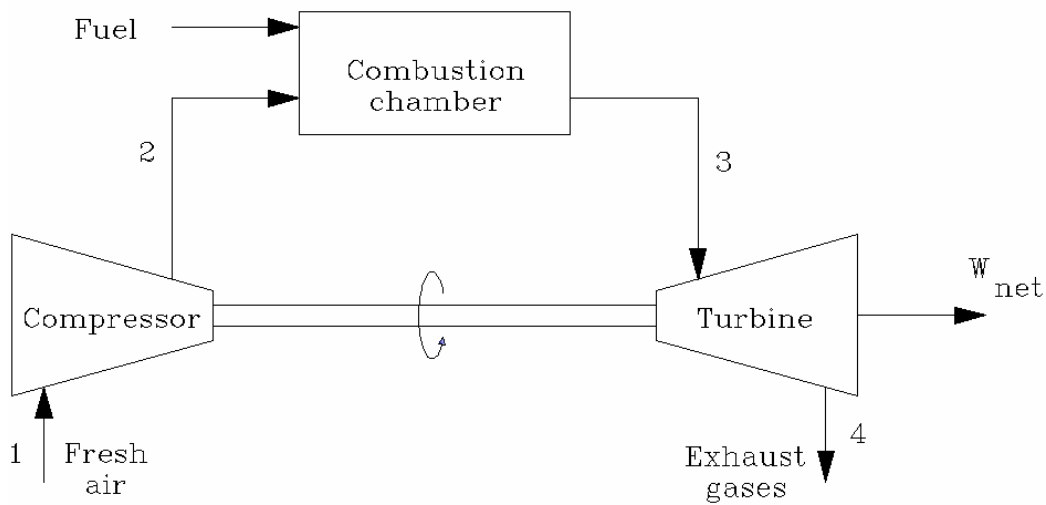 Fuel
Combustion
chamber
2
3
Compressor
Turbine
W
net
1
Fresh
air
4
Exhaust
gases